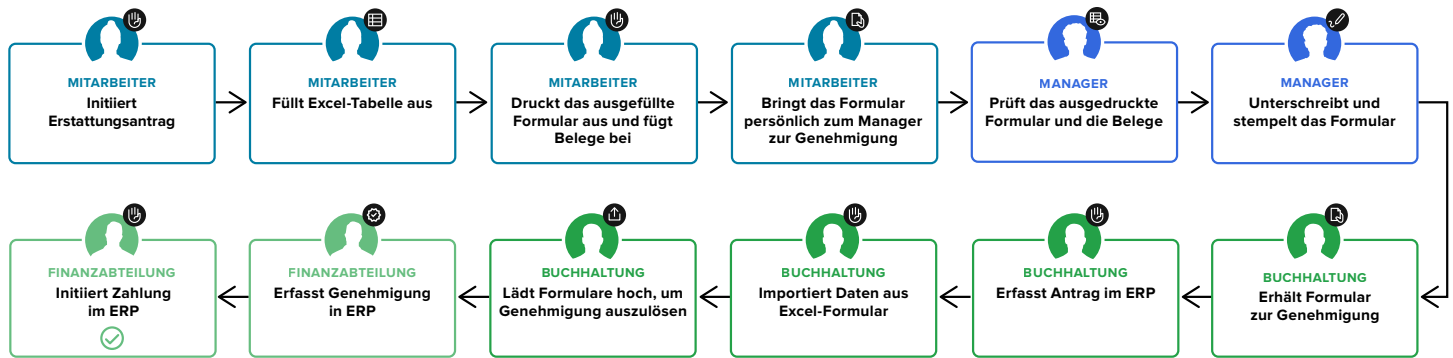 MITARBEITER
Initiiert
Erstattungsantrag
MITARBEITER
Füllt Excel-Tabelle aus
MITARBEITER
Druckt das ausgefüllte
Formular aus und fügt
Belege bei
MITARBEITER
Bringt das Formular
persönlich zum Manager
zur Genehmigung
MANAGER
Prüft das ausgedruckte
Formular und die Belege
MANAGER
Unterschreibt und
stempelt das Formular
BUCHHALTUNG
Erhält Formular
zur Genehmigung
BUCHHALTUNG
Erfasst Antrag im ERP
BUCHHALTUNG
Importiert Daten aus
Excel-Formular
BUCHHALTUNG
Lädt Formulare hoch, um
Genehmigung auszulösen
FINANZABTEILUNG
Erfasst Genehmigung
in ERP
FINANZABTEILUNG
Initiiert Zahlung
im ERP